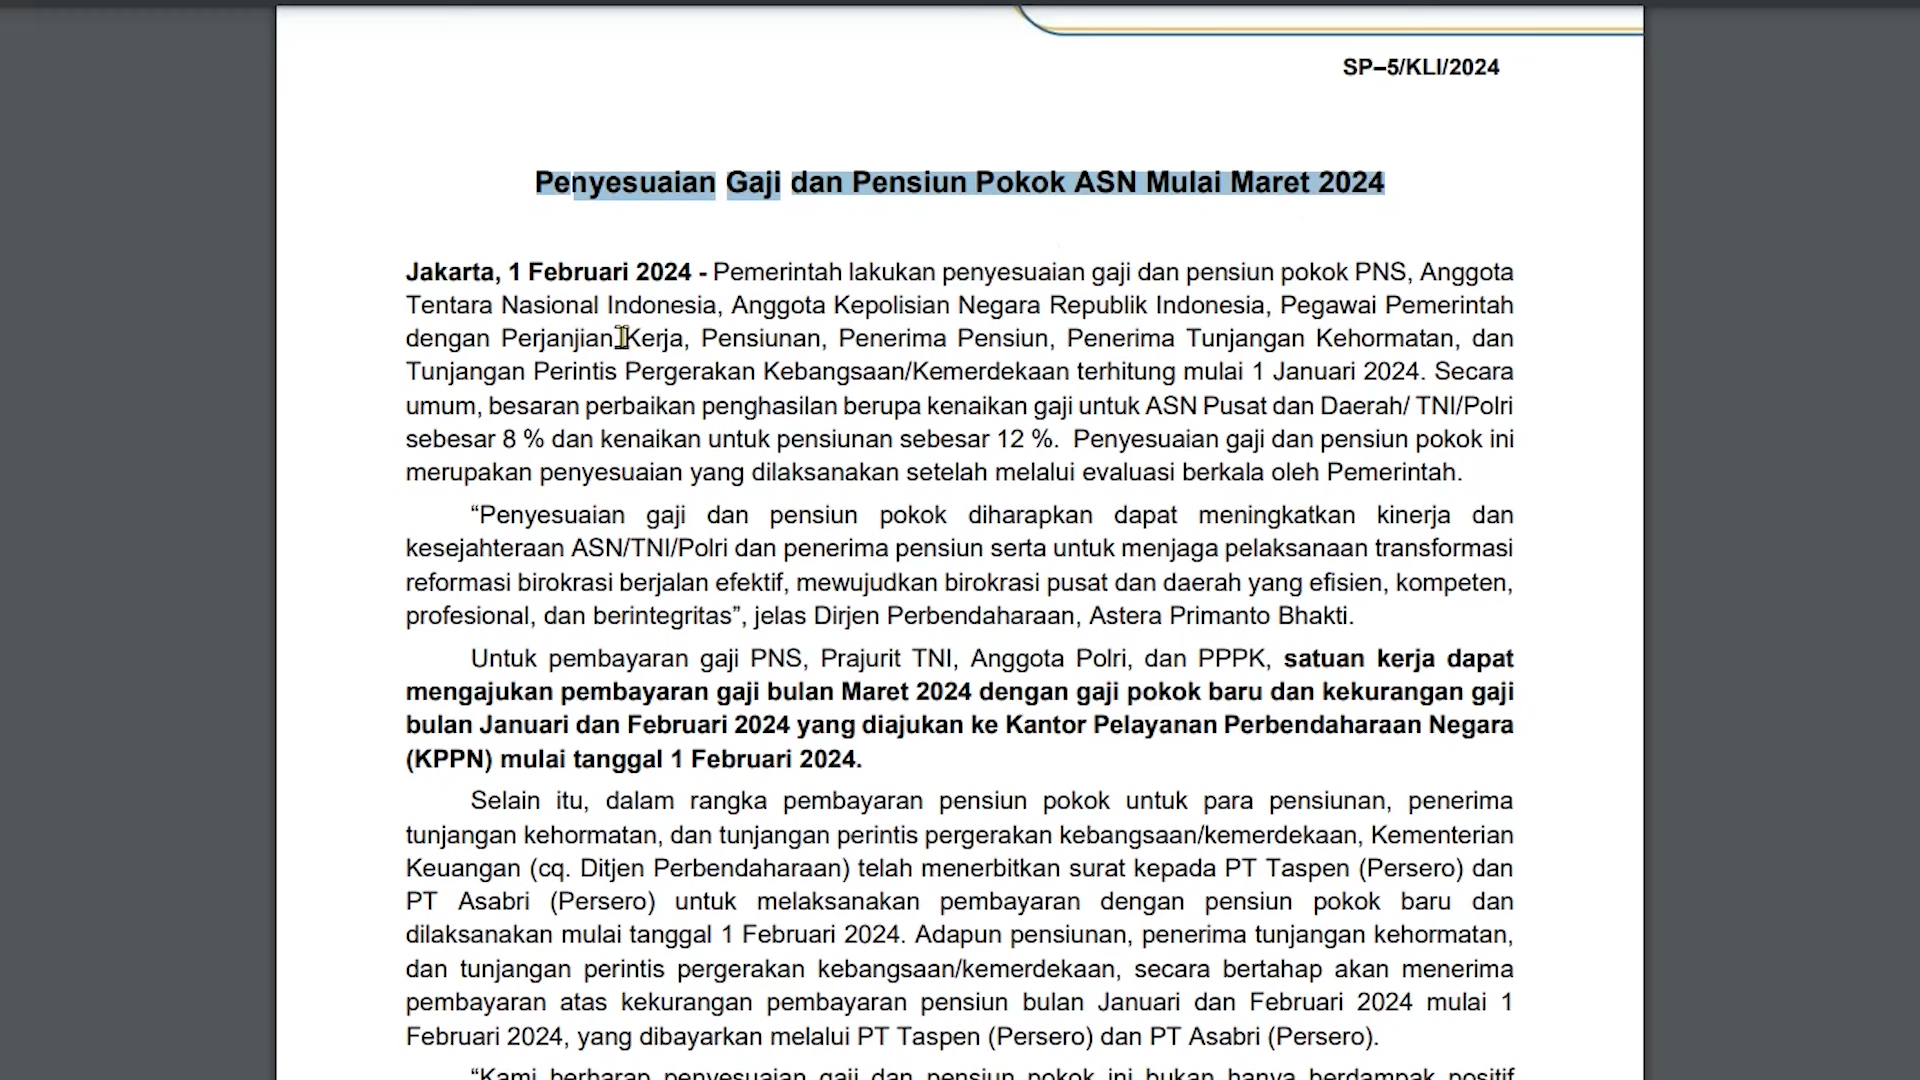 SP–5/KLI/2024
Penyesuaian Gaji dan Pensiun Pokok ASN Mulai Maret 2024
Jakarta, 1 Februari 2024 - Pemerintah lakukan penyesuaian gaji dan pensiun pokok PNS, Anggota
Tentara Nasional Indonesia, Anggota Kepolisian Negara Republik Indonesia, Pegawai Pemerintah
dengan Perjanjian Kerja, Pensiunan, Penerima Pensiun, Penerima Tunjangan Kehormatan, dan
Tunjangan Perintis Pergerakan Kebangsaan/Kemerdekaan terhitung mulai 1 Januari 2024. Secara
umum, besaran perbaikan penghasilan berupa kenaikan gaji untuk ASN Pusat dan Daerah/ TNI/Polri
sebesar 8 % dan kenaikan untuk pensiunan sebesar 12 %. Penyesuaian gaji dan pensiun pokok ini
merupakan penyesuaian yang dilaksanakan setelah melalui evaluasi berkala oleh Pemerintah.
“Penyesuaian gaji dan pensiun pokok diharapkan dapat meningkatkan kinerja dan
kesejahteraan ASN/TNI/Polri dan penerima pensiun serta untuk menjaga pelaksanaan transformasi
reformasi birokrasi berjalan efektif, mewujudkan birokrasi pusat dan daerah yang efisien, kompeten,
profesional, dan berintegritas”, jelas Dirjen Perbendaharaan, Astera Primanto Bhakti.
Untuk pembayaran gaji PNS, Prajurit TNI, Anggota Polri, dan PPPK, satuan kerja dapat
mengajukan pembayaran gaji bulan Maret 2024 dengan gaji pokok baru dan kekurangan gaji
bulan Januari dan Februari 2024 yang diajukan ke Kantor Pelayanan Perbendaharaan Negara
(KPPN) mulai tanggal 1 Februari 2024.
Selain itu, dalam rangka pembayaran pensiun pokok untuk para pensiunan, penerima
tunjangan kehormatan, dan tunjangan perintis pergerakan kebangsaan/kemerdekaan, Kementerian
Keuangan (cq. Ditjen Perbendaharaan) telah menerbitkan surat kepada PT Taspen (Persero) dan
PT Asabri (Persero) untuk melaksanakan pembayaran dengan pensiun pokok baru dan
dilaksanakan mulai tanggal 1 Februari 2024. Adapun pensiunan, penerima tunjangan kehormatan,
dan tunjangan perintis pergerakan kebangsaan/kemerdekaan, secara bertahap akan menerima
pembayaran atas kekurangan pembayaran pensiun bulan Januari dan Februari 2024 mulai 1
Februari 2024, yang dibayarkan melalui PT Taspen (Persero) dan PT Asabri (Persero).
“Kami berharap penyesuaian gaji dan pensiun pokok ini bukan hanya berdampak positif